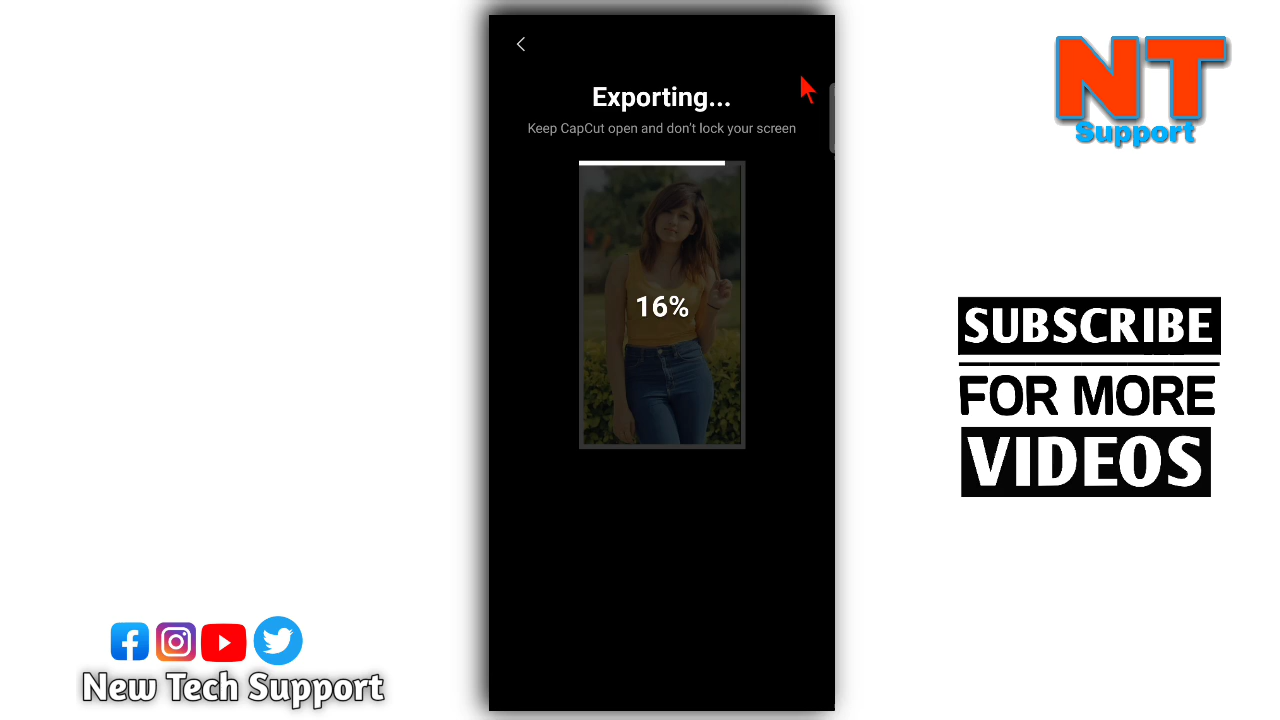 Exporting...
Keep CapCut open and don't lock your screen
16%
NT
Support
SUBSCRIBE
FOR MORE
VIDEOS
New Tech Support